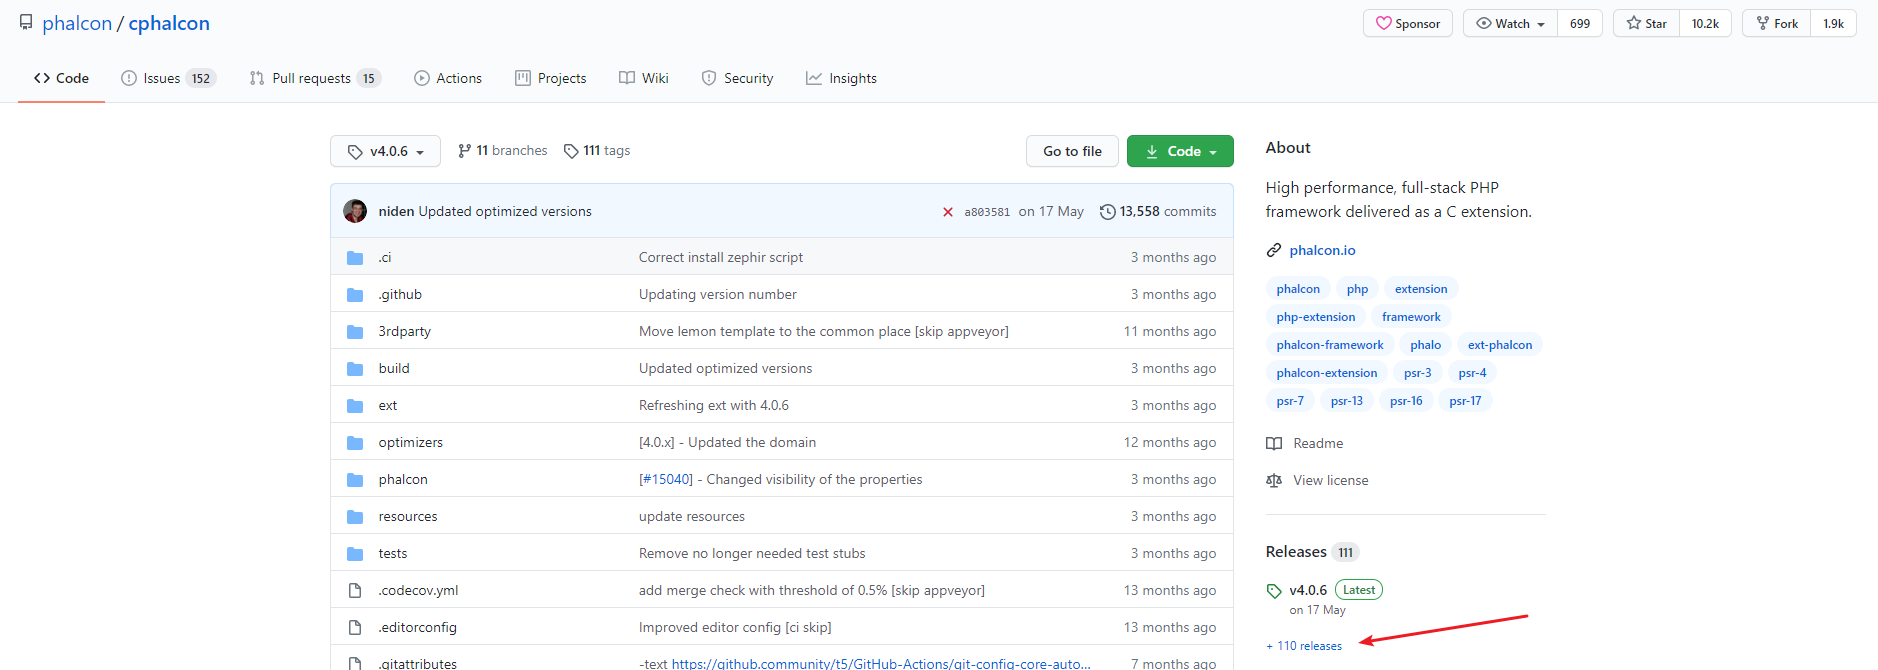 phalcon / cphalcon
Sponsor
Watch 699
Star 10.2k
Fork 1.9k
Code
Issues 152
Pull requests 15
Actions
Projects
Wiki
Security
Insights
v4.0.6
11 branches
111 tags
Go to file
Code
niden Updated optimized versions a803581 on 17 May 13,558 commits
.ci Correct install zephir script 3 months ago
.github Updating version number 3 months ago
3rdparty Move lemon template to the common place [skip appveyor] 11 months ago
build Updated optimized versions 3 months ago
ext Refreshing ext with 4.0.6 3 months ago
optimizers [4.0.x] - Updated the domain 12 months ago
phalcon [#15040] - Changed visibility of the properties 3 months ago
resources update resources 3 months ago
tests Remove no longer needed test stubs 3 months ago
.codecov.yml add merge check with threshold of 0.5% [skip appveyor] 13 months ago
.editorconfig Improved editor config [ci skip] 13 months ago
.gitattributes -text https://github.community/t5/GitHub-Actions/git-config-core-auto... 7 months ago
About
High performance, full-stack PHP
framework delivered as a C extension.
phalcon.io
phalcon php extension
php-extension framework
phalcon-framework phalo ext-phalcon
phalcon-extension psr-3 psr-4
psr-7 psr-13 psr-16 psr-17
Readme
View license
Releases 111
v4.0.6 Latest
on 17 May
+ 110 releases